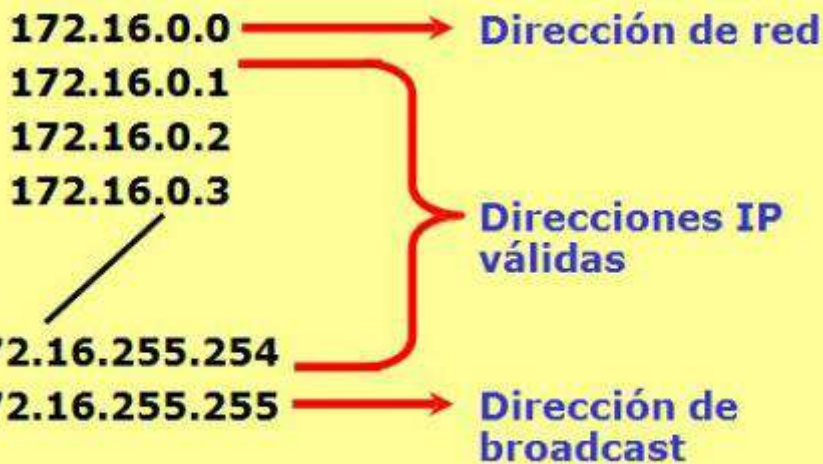 172.16.0.0 Dirección de red
172.16.0.1
172.16.0.2
172.16.0.3
Direcciones IP
válidas
72.16.255.254
72.16.255.255 Dirección de
broadcast